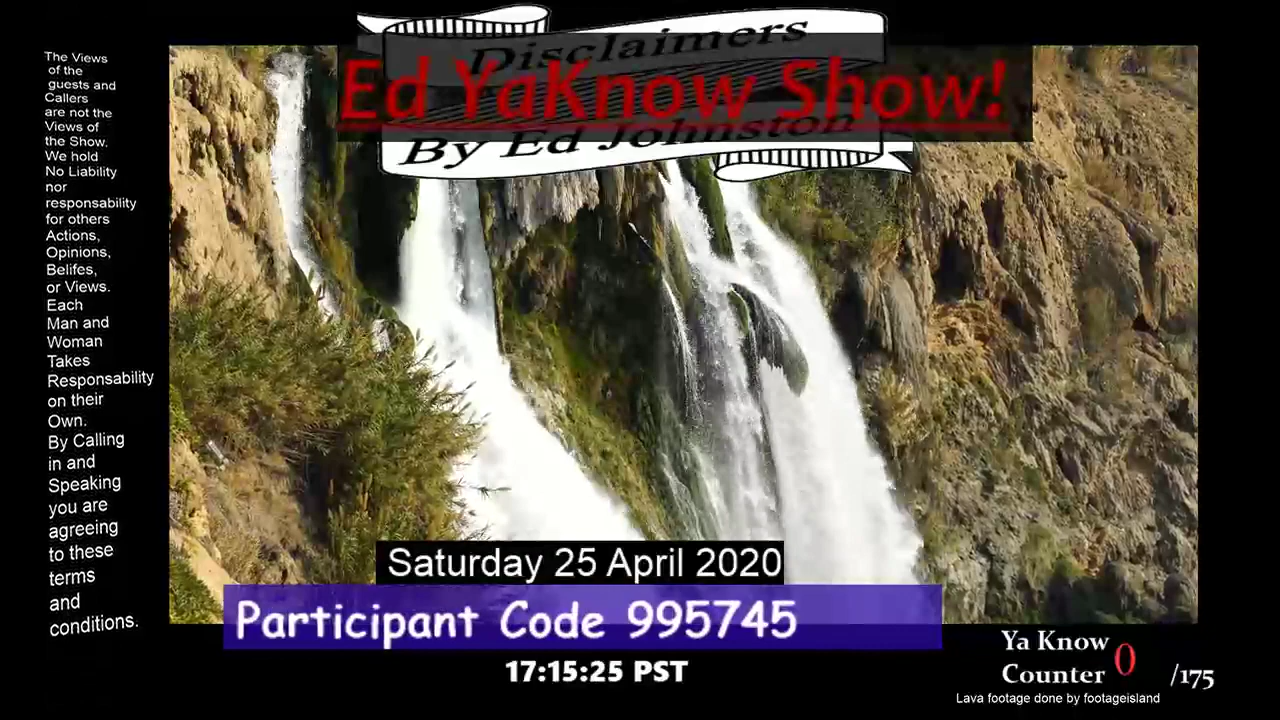 Disclaimers
Ed YaKnow Show!
By Ed Johnston
The Views
of the
guests and
Callers
are not the
Views of
the Show.
We hold
No Liability
nor
responsability
for others
Actions,
Opinions,
Belifes,
or Views.
Each
Man and
Woman
Takes
Responsability
on their
Own.
By Calling
in and
Speaking
you are
agreeing
to these
terms
and
conditions.
Saturday 25 April 2020
Participant Code 995745
17:15:25 PST
Ya Know
Counter 0 /175
Lava footage done by footageisland